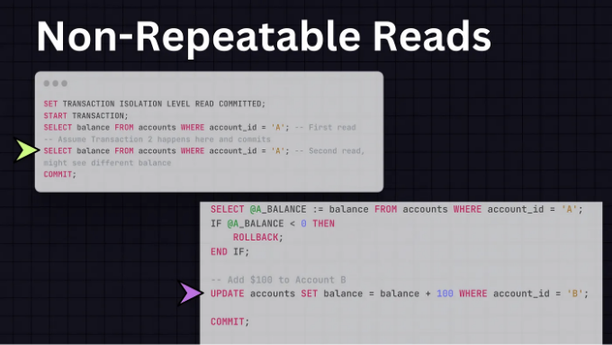 Non-Repeatable Reads
SET TRANSACTION ISOLATION LEVEL READ COMMITTED;
START TRANSACTION;
SELECT balance FROM accounts WHERE account_id = 'A'; -- First read
-- Assume Transaction 2 happens here and commits
SELECT balance FROM accounts WHERE account_id = 'A'; -- Second read,
might see different balance
COMMIT;
SELECT @A_BALANCE := balance FROM accounts WHERE account_id = 'A';
IF @A_BALANCE < 0 THEN
ROLLBACK;
END IF;
-- Add $100 to Account B
UPDATE accounts SET balance = balance + 100 WHERE account_id = 'B';
COMMIT;